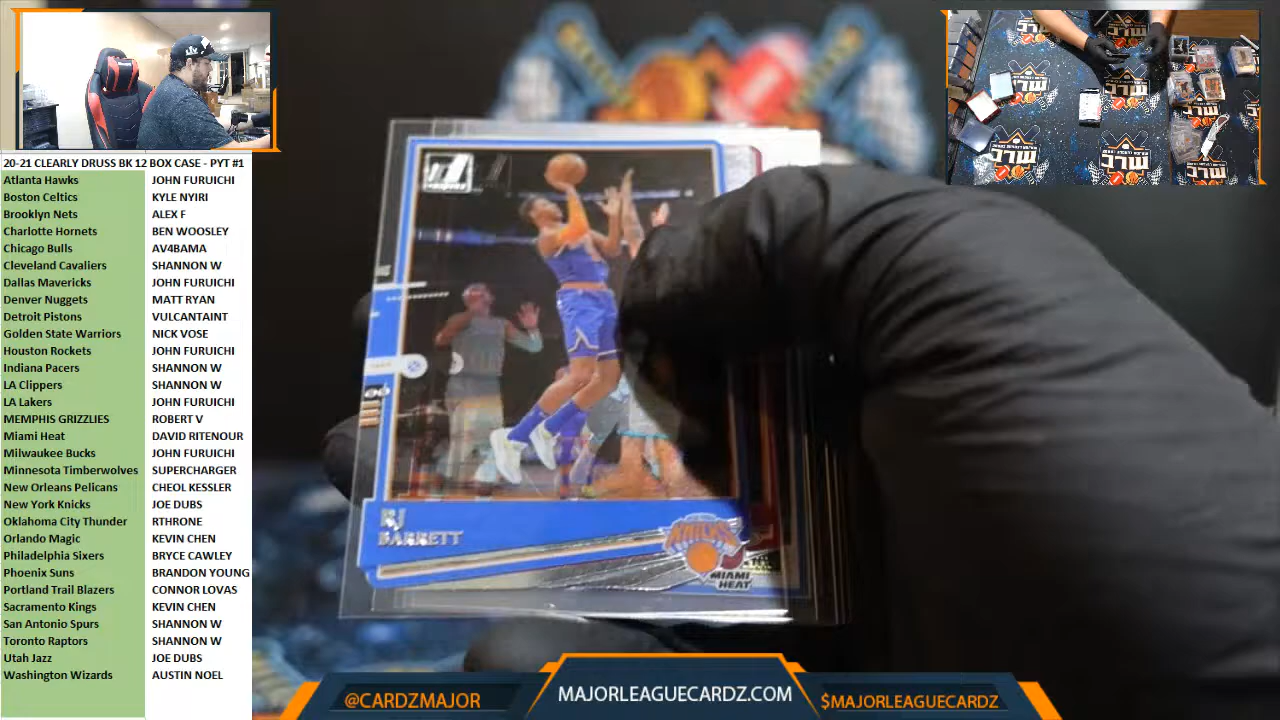 20-21 CLEARLY DRUSS BK 12 BOX CASE - PYT #1
Atlanta Hawks JOHN FURUICHI
Boston Celtics KYLE NYIRI
Brooklyn Nets ALEX F
Charlotte Hornets BEN WOOSLEY
Chicago Bulls AV4BAMA
Cleveland Cavaliers SHANNON W
Dallas Mavericks JOHN FURUICHI
Denver Nuggets MATT RYAN
Detroit Pistons VULCANTAINT
Golden State Warriors NICK VOSE
Houston Rockets JOHN FURUICHI
Indiana Pacers SHANNON W
LA Clippers SHANNON W
LA Lakers JOHN FURUICHI
MEMPHIS GRIZZLIES ROBERT V
Miami Heat DAVID RITENOUR
Milwaukee Bucks JOHN FURUICHI
Minnesota Timberwolves SUPERCHARGER
New Orleans Pelicans CHEOL KESSLER
New York Knicks JOE DUBS
Oklahoma City Thunder RTHRONE
Orlando Magic KEVIN CHEN
Philadelphia Sixers BRYCE CAWLEY
Phoenix Suns BRANDON YOUNG
Portland Trail Blazers CONNOR LOVAS
Sacramento Kings KEVIN CHEN
San Antonio Spurs SHANNON W
Toronto Raptors SHANNON W
Utah Jazz JOE DUBS
Washington Wizards AUSTIN NOEL
RJ
BARRETT
KNICKS
MIAMI
HEAT
@CARDZMAJOR
MAJORLEAGUECARDZ.COM
$MAJORLEAGUECARDZ